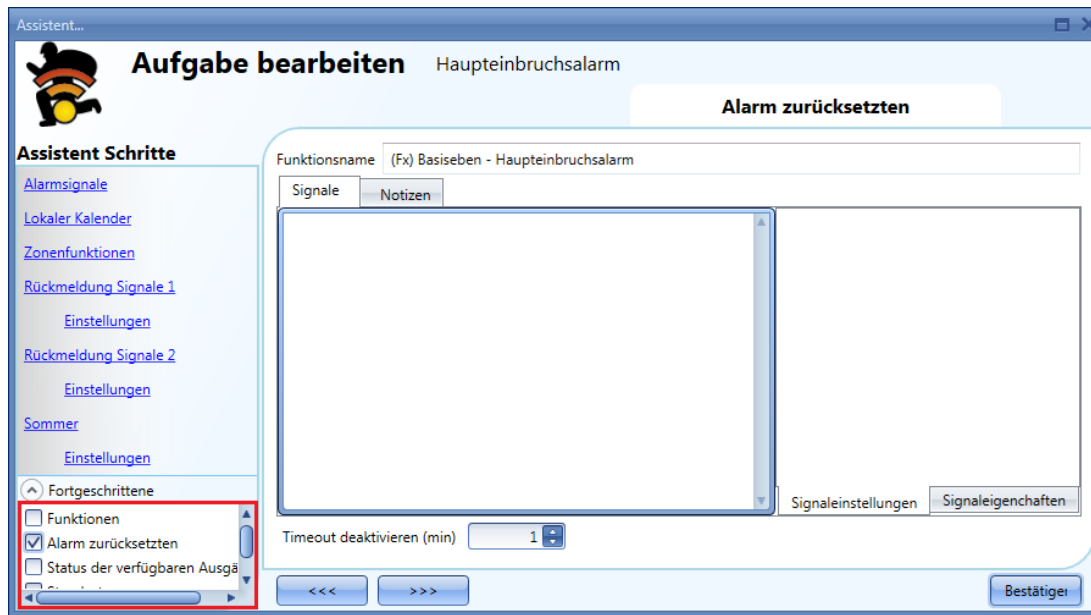 Assistent...
Aufgabe bearbeiten Haupteinbruchsalarm
Alarm zurücksetzten
Assistent Schritte
Alarmsignale
Lokaler Kalender
Zonenfunktionen
Rückmeldung Signale 1
Einstellungen
Rückmeldung Signale 2
Einstellungen
Sommer
Einstellungen
Fortgeschrittene
Funktionen
Alarm zurücksetzten
Status der verfügbaren Ausgä
Funktionsname (Fx) Basiseben - Haupteinbruchsalarm
Signale Notizen
Signaleinstellungen Signaleigenchaften
Timeout deaktivieren (min) 1
<<< >>> Bestätiger